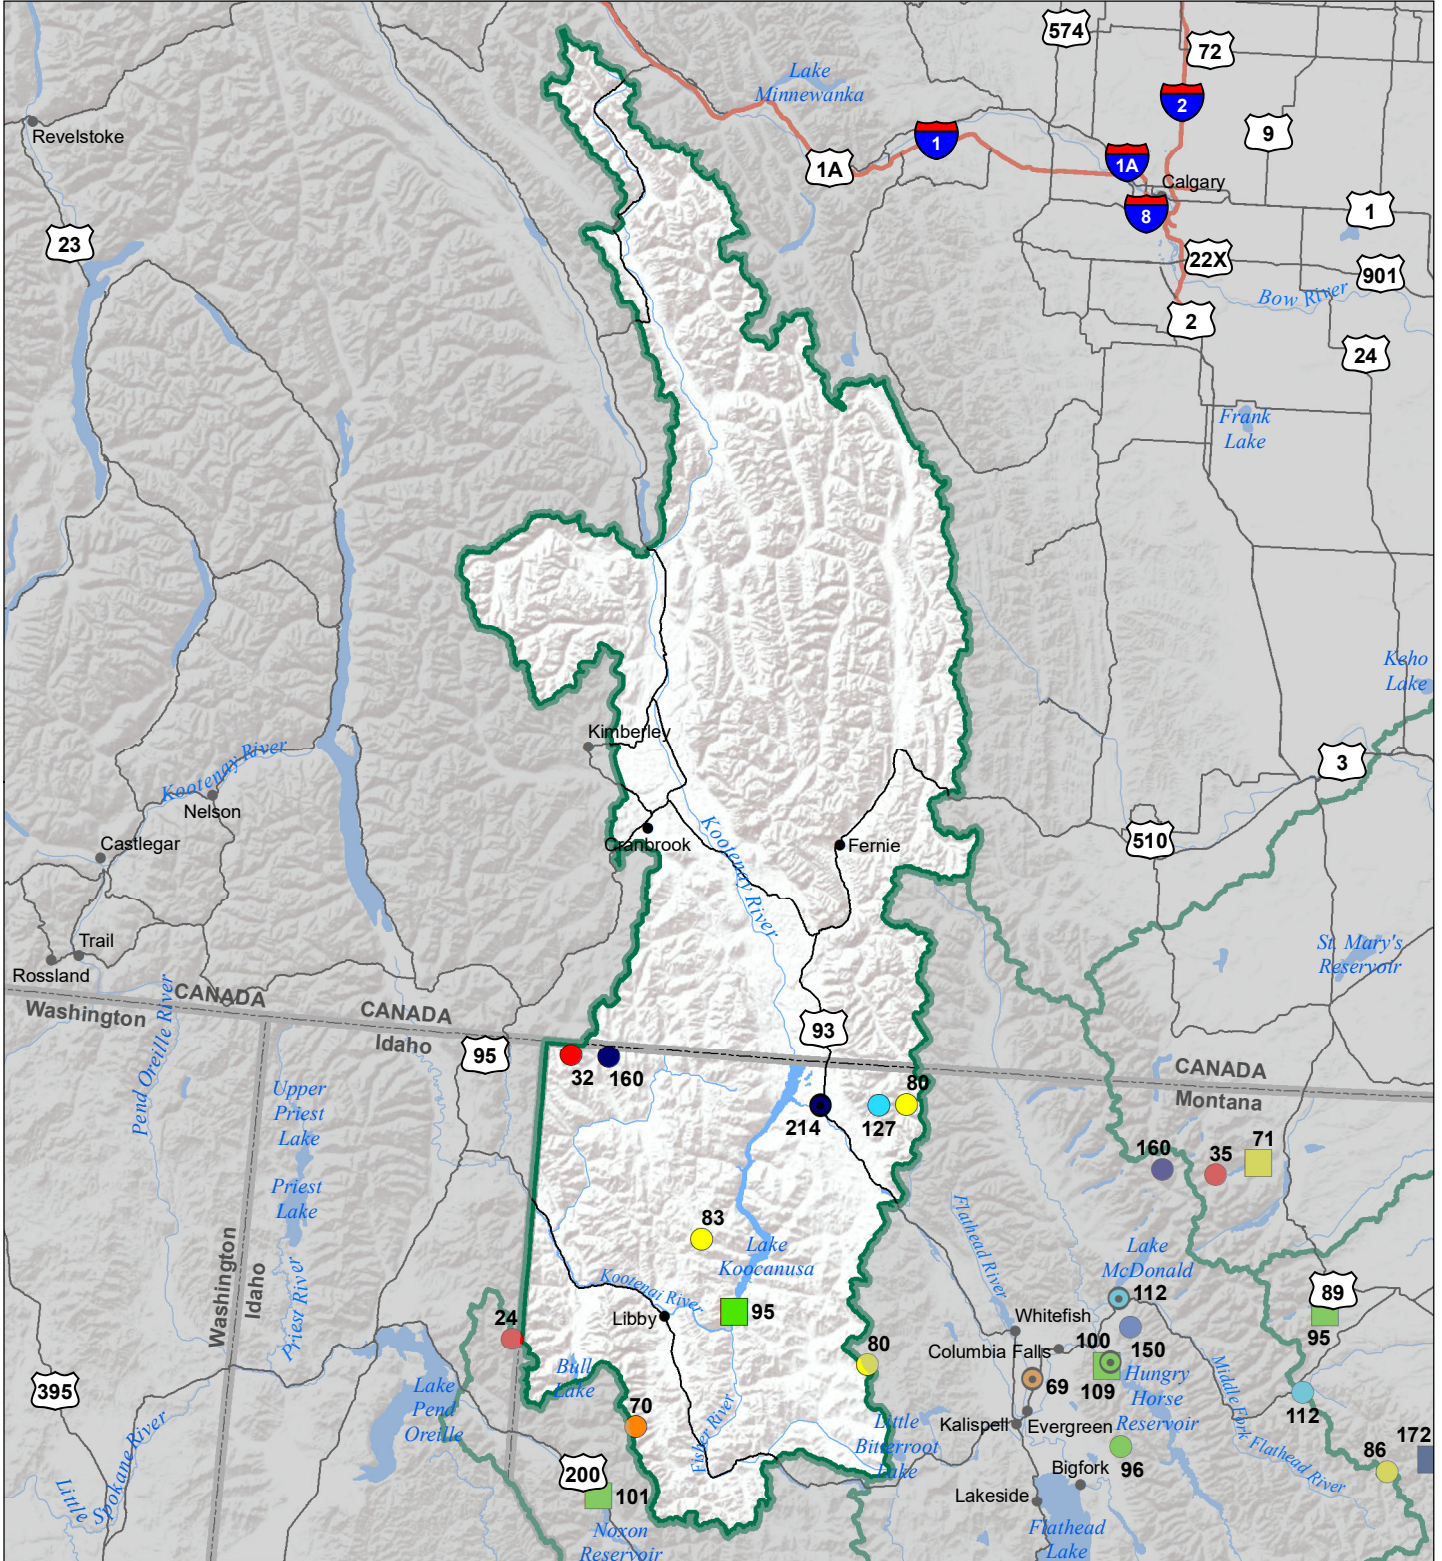 574
72
Lake
Minnewanka
2
Revelstoke
1
9
1A
1A
Calgary
8
1
23
22X
901
Bow River
2
24
Frank
Lake
Keho
Lake
Kimberley
Kootenay River
3
Nelson
Castlegar
Cranbrook
Kootenay River
Fernie
510
Trail
Rossland
St. Mary's
Reservoir
Pend Oreille River
CANADA
Washington
CANADA
Idaho
95
93
32
160
80
CANADA
Montana
Upper
Priest
Lake
214
127
160
35
71
Priest
Lake
Flathead River
83
Lake
Koocanusa
Lake
McDonald
Washington
Idaho
Priest River
Kootenai River
112
89
24
Libby
95
Whitefish
95
Columbia Falls
100
150
Bull
Lake
80
69
109
Hungry
Horse
Reservoir
Middle Fork Flathead River
112
395
Lake
Pend
Oreille
70
Fisher River
Little
Bitterroot
Lake
Kalispell
Evergreen
172
86
96
Little Spokane River
200
101
Bigfork
Lakeside
Noxon
Reservoir
Flathead
Lake